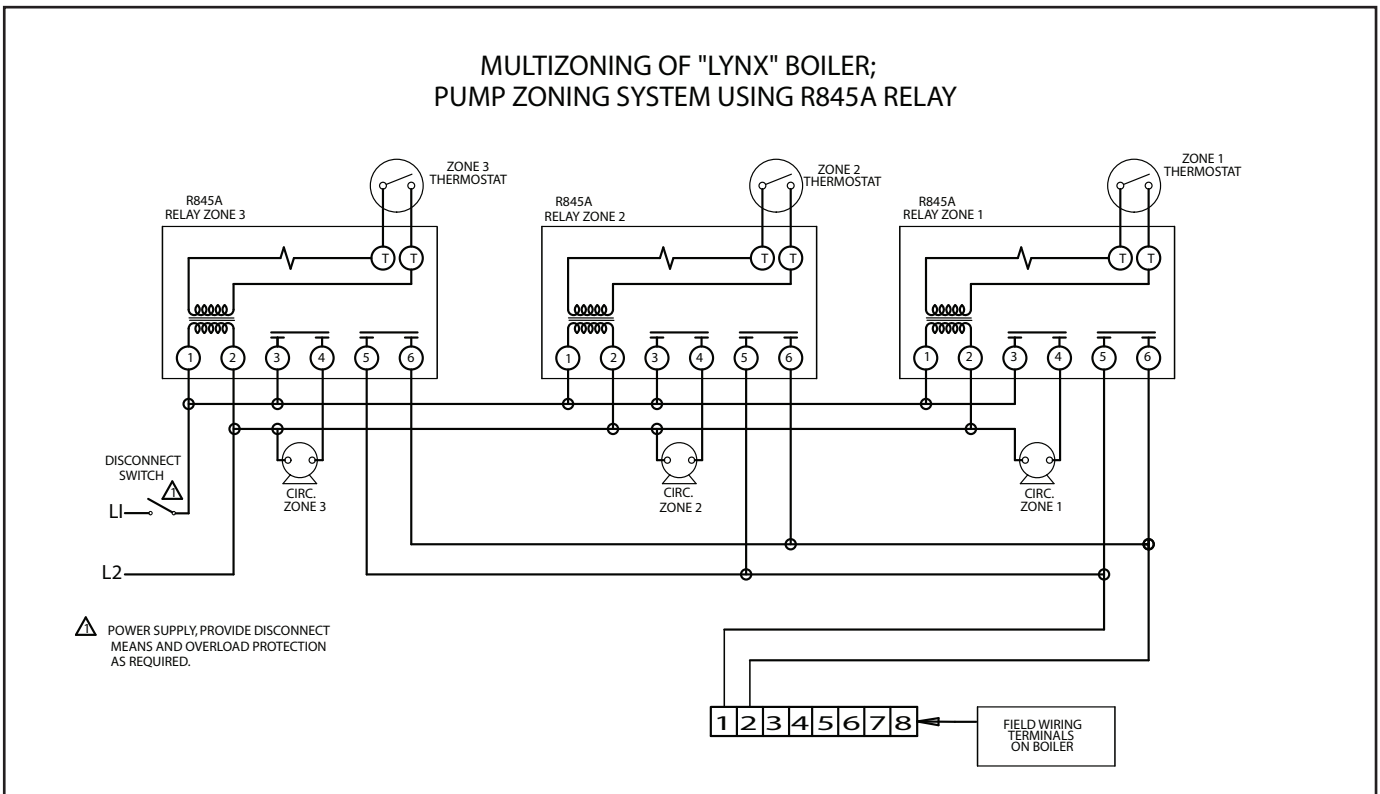 MULTIZONING OF "LYNX" BOILER;
PUMP ZONING SYSTEM USING R845A RELAY
ZONE 3
THERMOSTAT
ZONE 2
THERMOSTAT
ZONE 1
THERMOSTAT
R845A
RELAY ZONE 3
R845A
RELAY ZONE 2
R845A
RELAY ZONE 1
T T
T T
T T
1 2 3 4 5 6
1 2 3 4 5 6
1 2 3 4 5 6
DISCONNECT
SWITCH
1
LI
CIRC.
ZONE 3
CIRC.
ZONE 2
CIRC.
ZONE 1
L2
1 POWER SUPPLY, PROVIDE DISCONNECT
MEANS AND OVERLOAD PROTECTION
AS REQUIRED.
1 2 3 4 5 6 7 8
FIELD WIRING
TERMINALS
ON BOILER